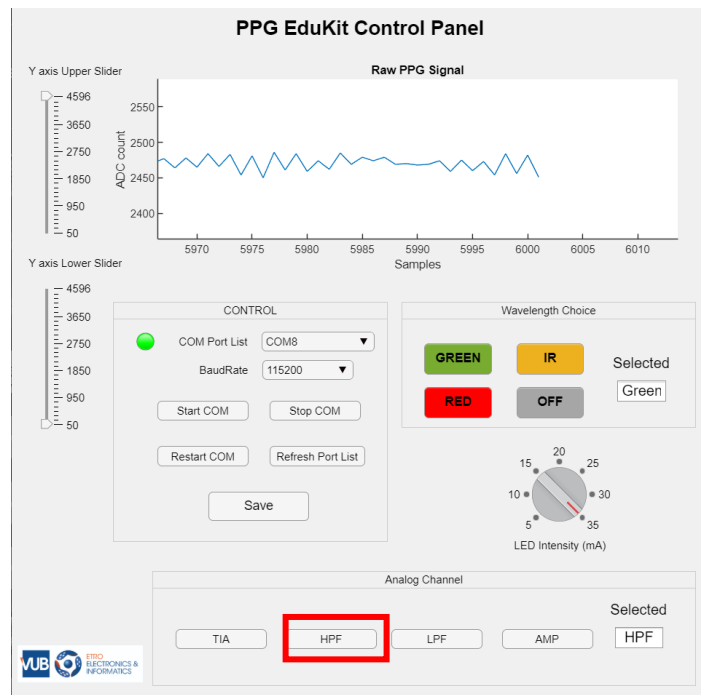 PPG EduKit Control Panel
Y axis Upper Slider
4596
3650
2750
1850
950
50
Raw PPG Signal
ADC count
2550
2500
2450
2400
5970 5975 5980 5985 5990 5995 6000 6005 6010
Samples
Y axis Lower Slider
4596
3650
2750
1850
950
50
CONTROL
COM Port List COM8
BaudRate 115200
Start COM Stop COM
Restart COM Refresh Port List
Save
Wavelength Choice
GREEN IR
RED OFF
Selected
Green
20
15 25
10 30
5 35
LED Intensity (mA)
Analog Channel
Selected
TIA HPF LPF AMP HPF
VUB
ETRO
ELECTRONICS &
INFORMATICS